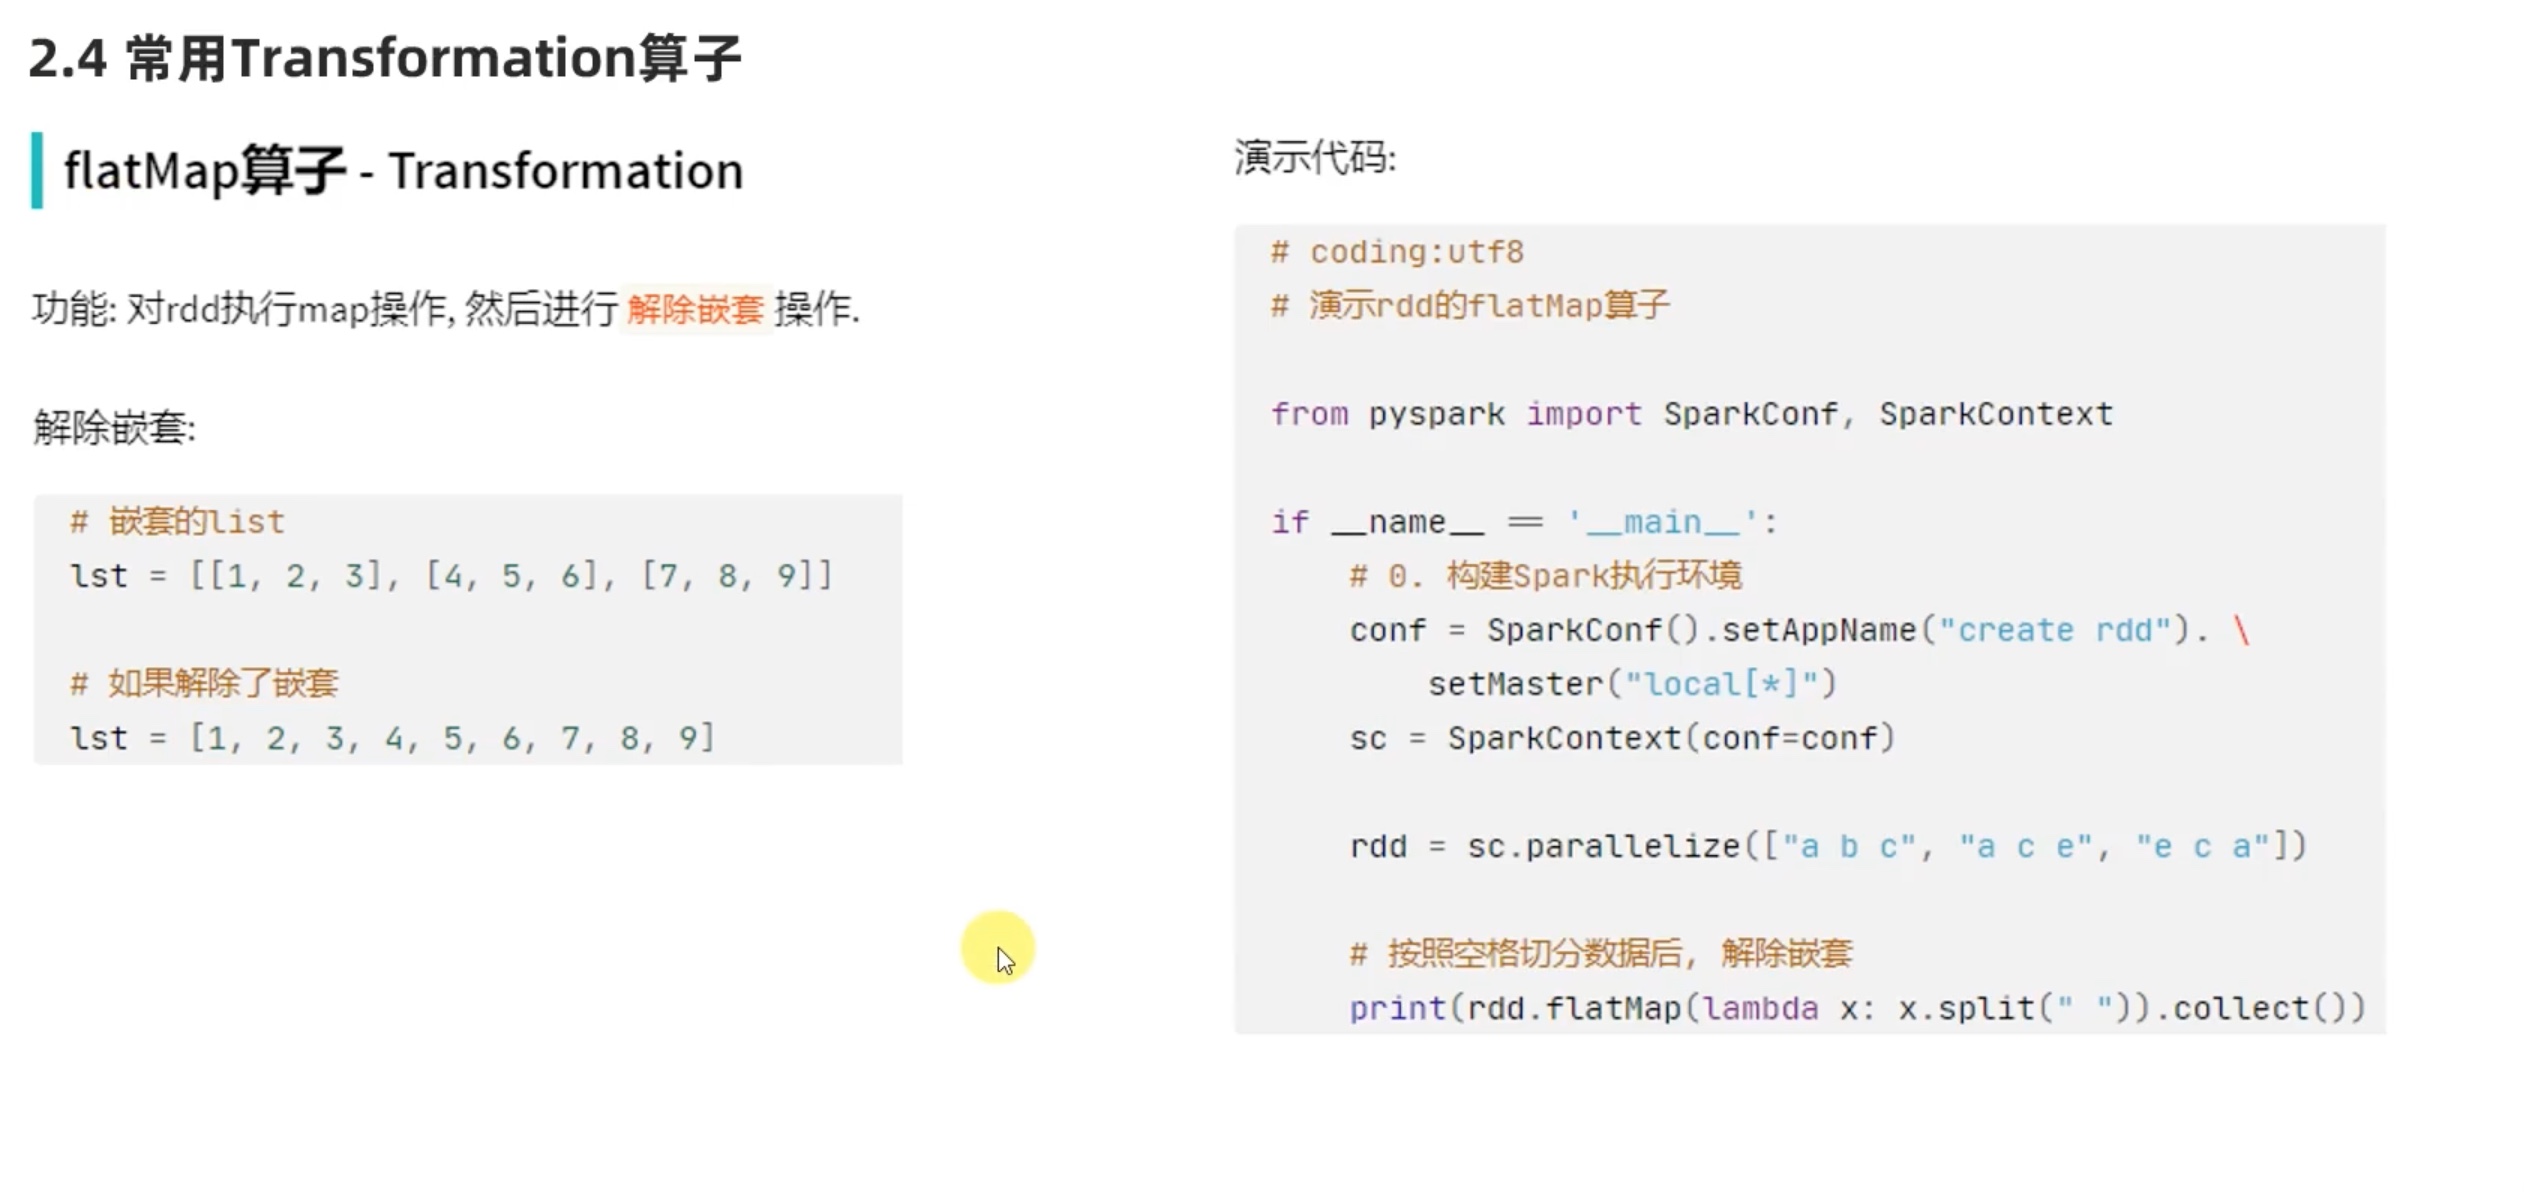 2.4 常用Transformation算子
flatMap算子 - Transformation
功能: 对rdd执行map操作, 然后进行 解除嵌套 操作.
解除嵌套:
# 嵌套的list
lst = [[1, 2, 3], [4, 5, 6], [7, 8, 9]]
# 如果解除了嵌套
lst = [1, 2, 3, 4, 5, 6, 7, 8, 9]
演示代码:
# coding:utf8
# 演示rdd的flatMap算子
from pyspark import SparkConf, SparkContext
if __name__ == '__main__':
    # 0. 构建Spark执行环境
    conf = SparkConf().setAppName("create rdd"). \
        setMaster("local[*]")
    sc = SparkContext(conf=conf)
    rdd = sc.parallelize(["a b c", "a c e", "e c a"])
    # 按照空格切分数据后, 解除嵌套
    print(rdd.flatMap(lambda x: x.split(" ")).collect())